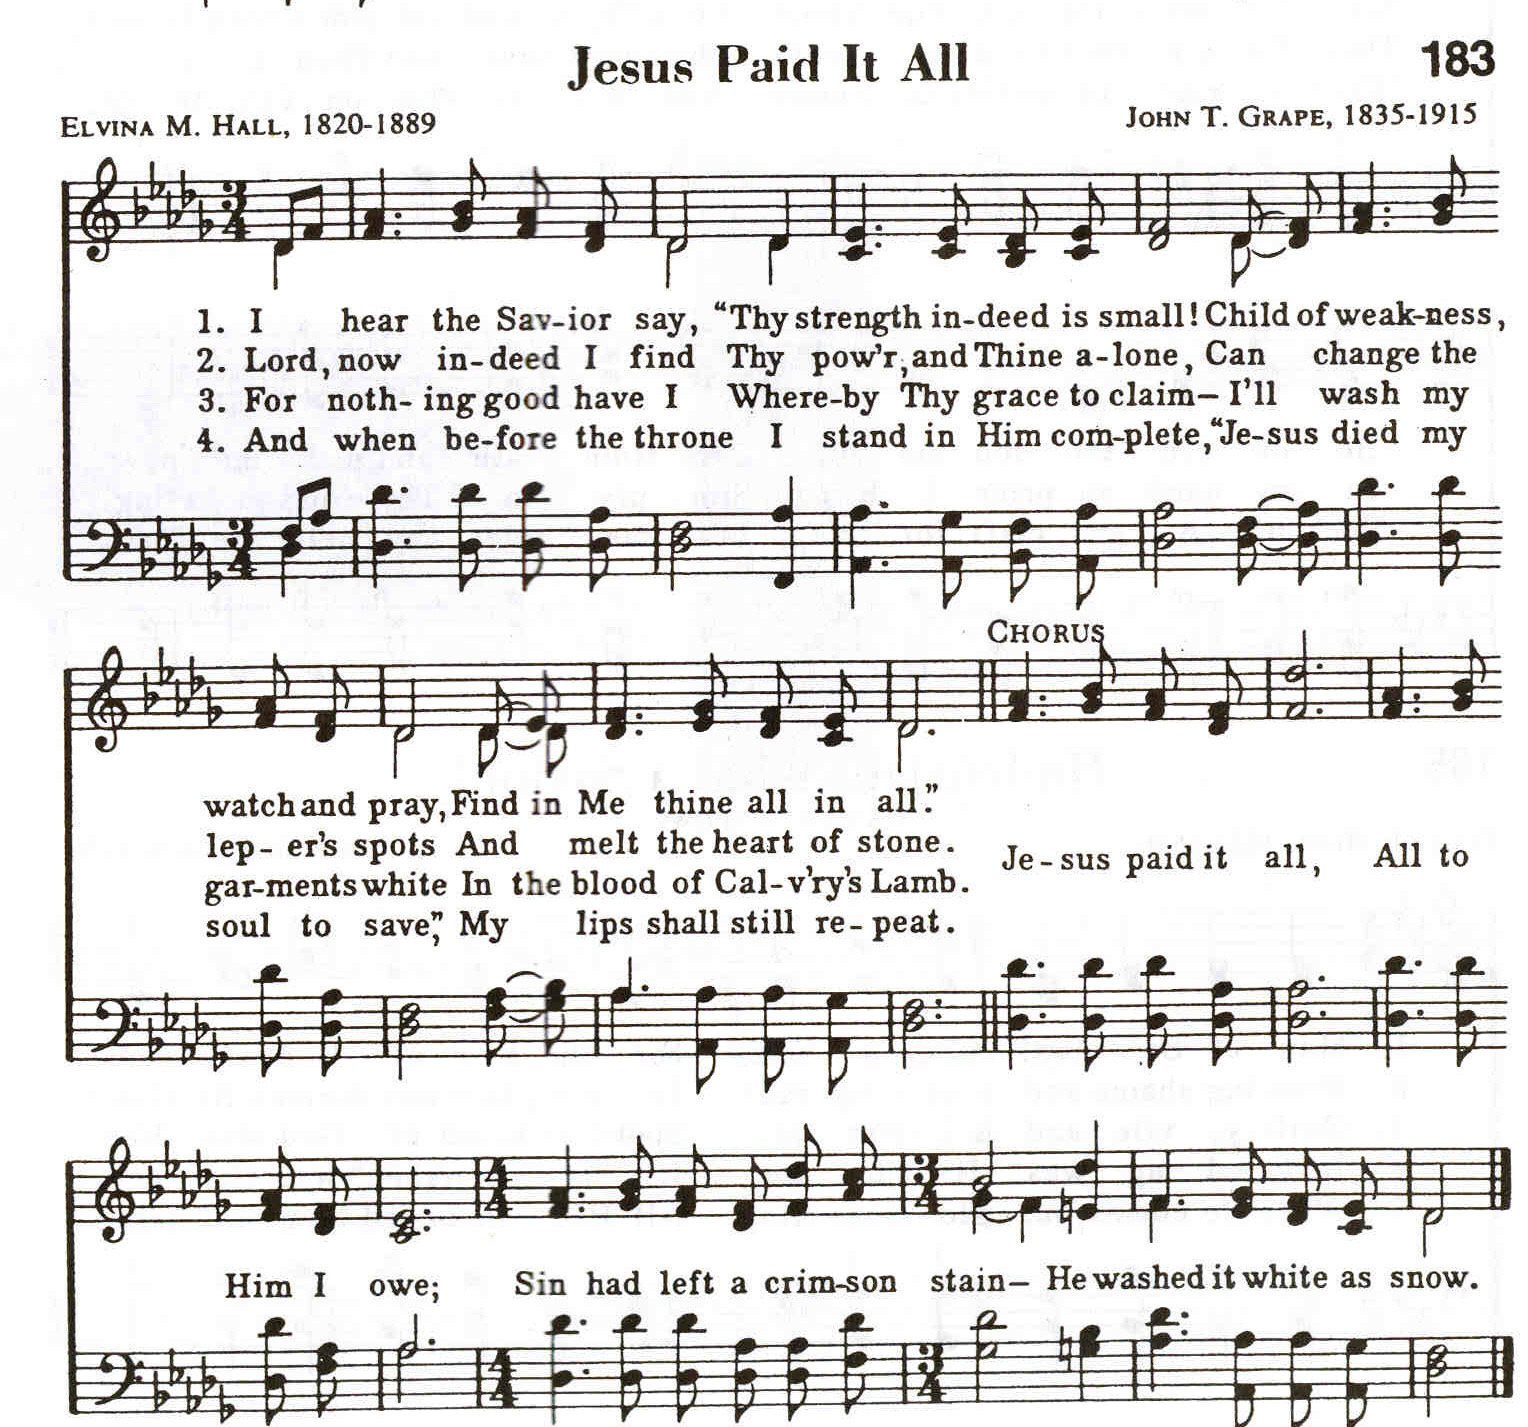 Jesus Paid It All 183
ELVINA M. HALL, 1820-1889 JOHN T. GRAPE, 1835-1915
1. I hear the Sav-ior say, “Thy strength in-deed is small! Child of weak-ness,
2. Lord, now in-deed I find Thy pow’r, and Thine a-lone, Can change the
3. For noth-ing good have I Where-by Thy grace to claim— I’ll wash my
4. And when be-fore the throne I stand in Him com-plete, “Je-sus died my
CHORUS
watch and pray, Find in Me thine all in all.”
lep-er’s spots And melt the heart of stone.
gar-ments white In the blood of Cal-v’ry’s Lamb.
soul to save,” My lips shall still re-peat.
Je-sus paid it all, All to
Him I owe; Sin had left a crim-son stain— He washed it white as snow.